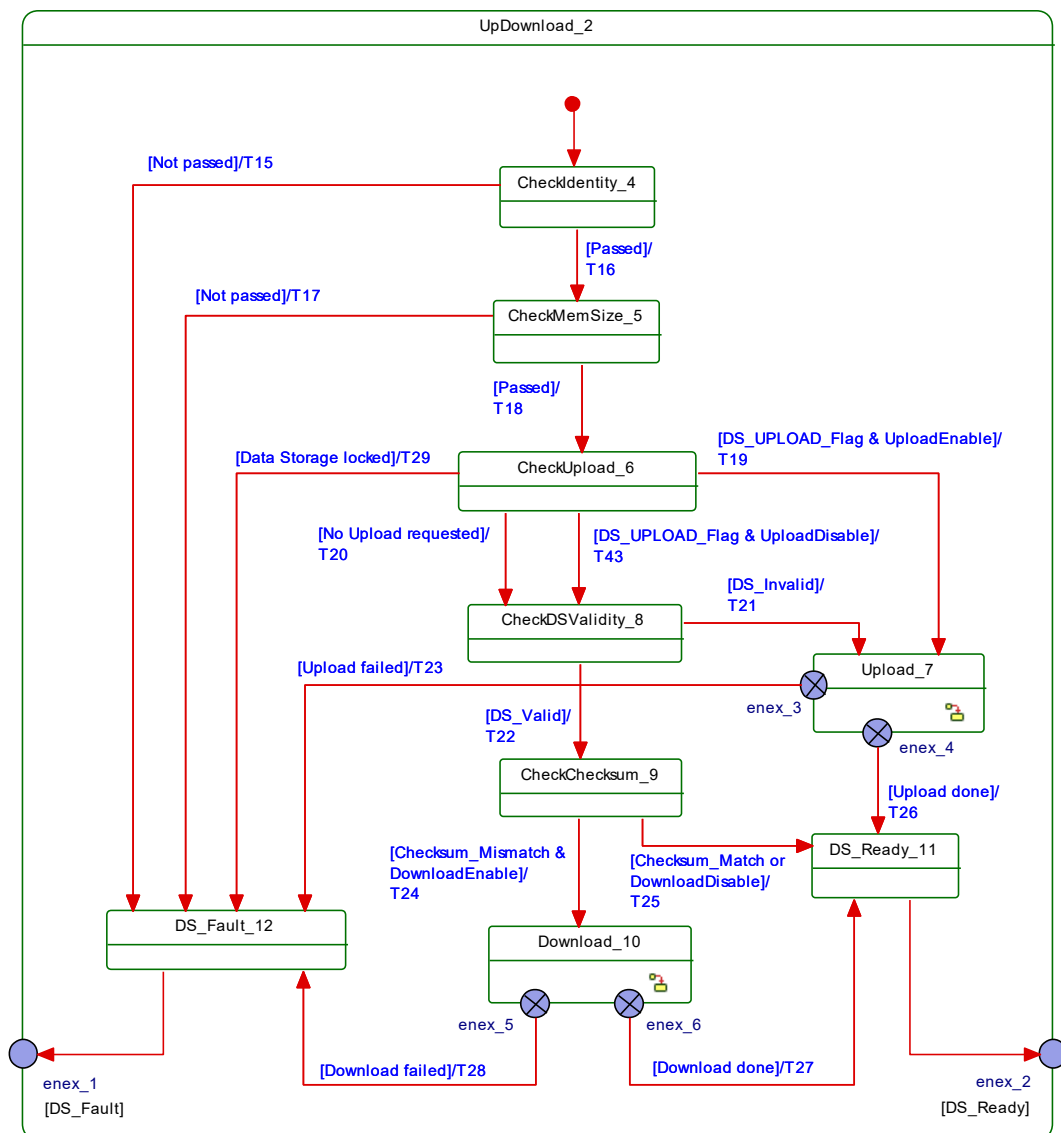 UpDownload_2
[Not passed]/T15
CheckIdentity_4
[Passed]/
T16
[Not passed]/T17
CheckMemSize_5
[Passed]/
T18
[DS_UPLOAD_Flag & UploadEnable]/
T19
[Data Storage locked]/T29
CheckUpload_6
[No Upload requested]/
T20
[DS_UPLOAD_Flag & UploadDisable]/
T43
[DS_Invalid]/
T21
CheckDSValidity_8
[Upload failed]/T23
Upload_7
enex_3
enex_4
[DS_Valid]/
T22
CheckChecksum_9
[Upload done]/
T26
[Checksum_Mismatch &
DownloadEnable]/
T24
[Checksum_Match or
DownloadDisable]/
T25
DS_Ready_11
DS_Fault_12
Download_10
enex_5
enex_6
[Download failed]/T28
[Download done]/T27
enex_1
[DS_Fault]
enex_2
[DS_Ready]